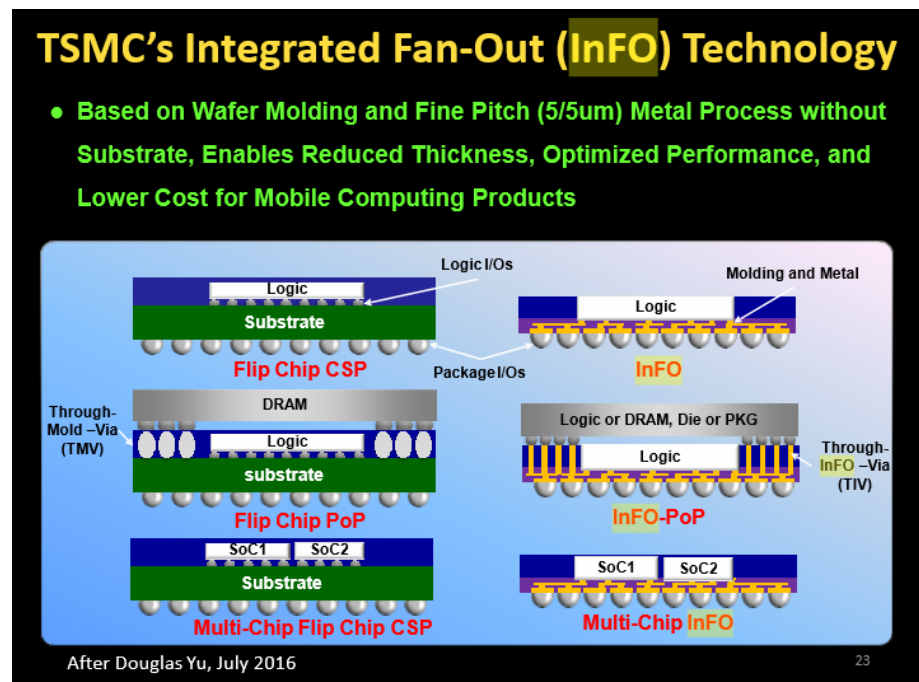 TSMC's Integrated Fan-Out (InFO) Technology
● Based on Wafer Molding and Fine Pitch (5/5um) Metal Process without
Substrate, Enables Reduced Thickness, Optimized Performance, and
Lower Cost for Mobile Computing Products
Logic I/Os
Logic
Substrate
Flip Chip CSP
Package I/Os
Molding and Metal
Logic
InFO
Through-
Mold –Via
(TMV)
DRAM
Logic
substrate
Flip Chip PoP
Logic or DRAM, Die or PKG
Logic
Through-
InFO –Via
(TIV)
InFO-PoP
SoC1 SoC2
Substrate
Multi-Chip Flip Chip CSP
SoC1 SoC2
Multi-Chip InFO
After Douglas Yu, July 2016
23